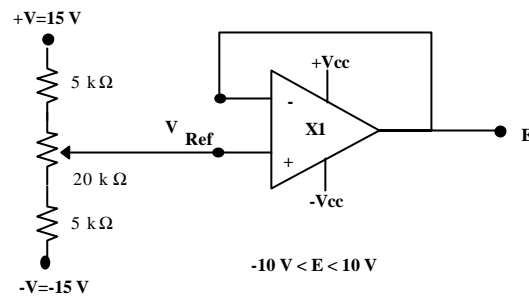 +V=15 V
5 kΩ
V Ref
20 kΩ
5 kΩ
-V=-15 V
+Vcc
-
X1
+
-Vcc
E
-10 V < E < 10 V